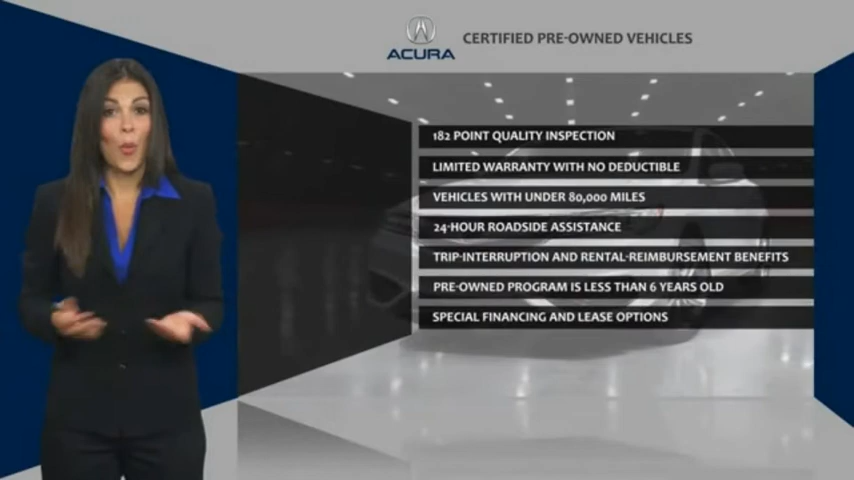 ACURA
CERTIFIED PRE-OWNED VEHICLES
182 POINT QUALITY INSPECTION
LIMITED WARRANTY WITH NO DEDUCTIBLE
VEHICLES WITH UNDER 80,000 MILES
24-HOUR ROADSIDE ASSISTANCE
TRIP-INTERRUPTION AND RENTAL-REIMBURSEMENT BENEFITS
PRE-OWNED PROGRAM IS LESS THAN 6 YEARS OLD
SPECIAL FINANCING AND LEASE OPTIONS